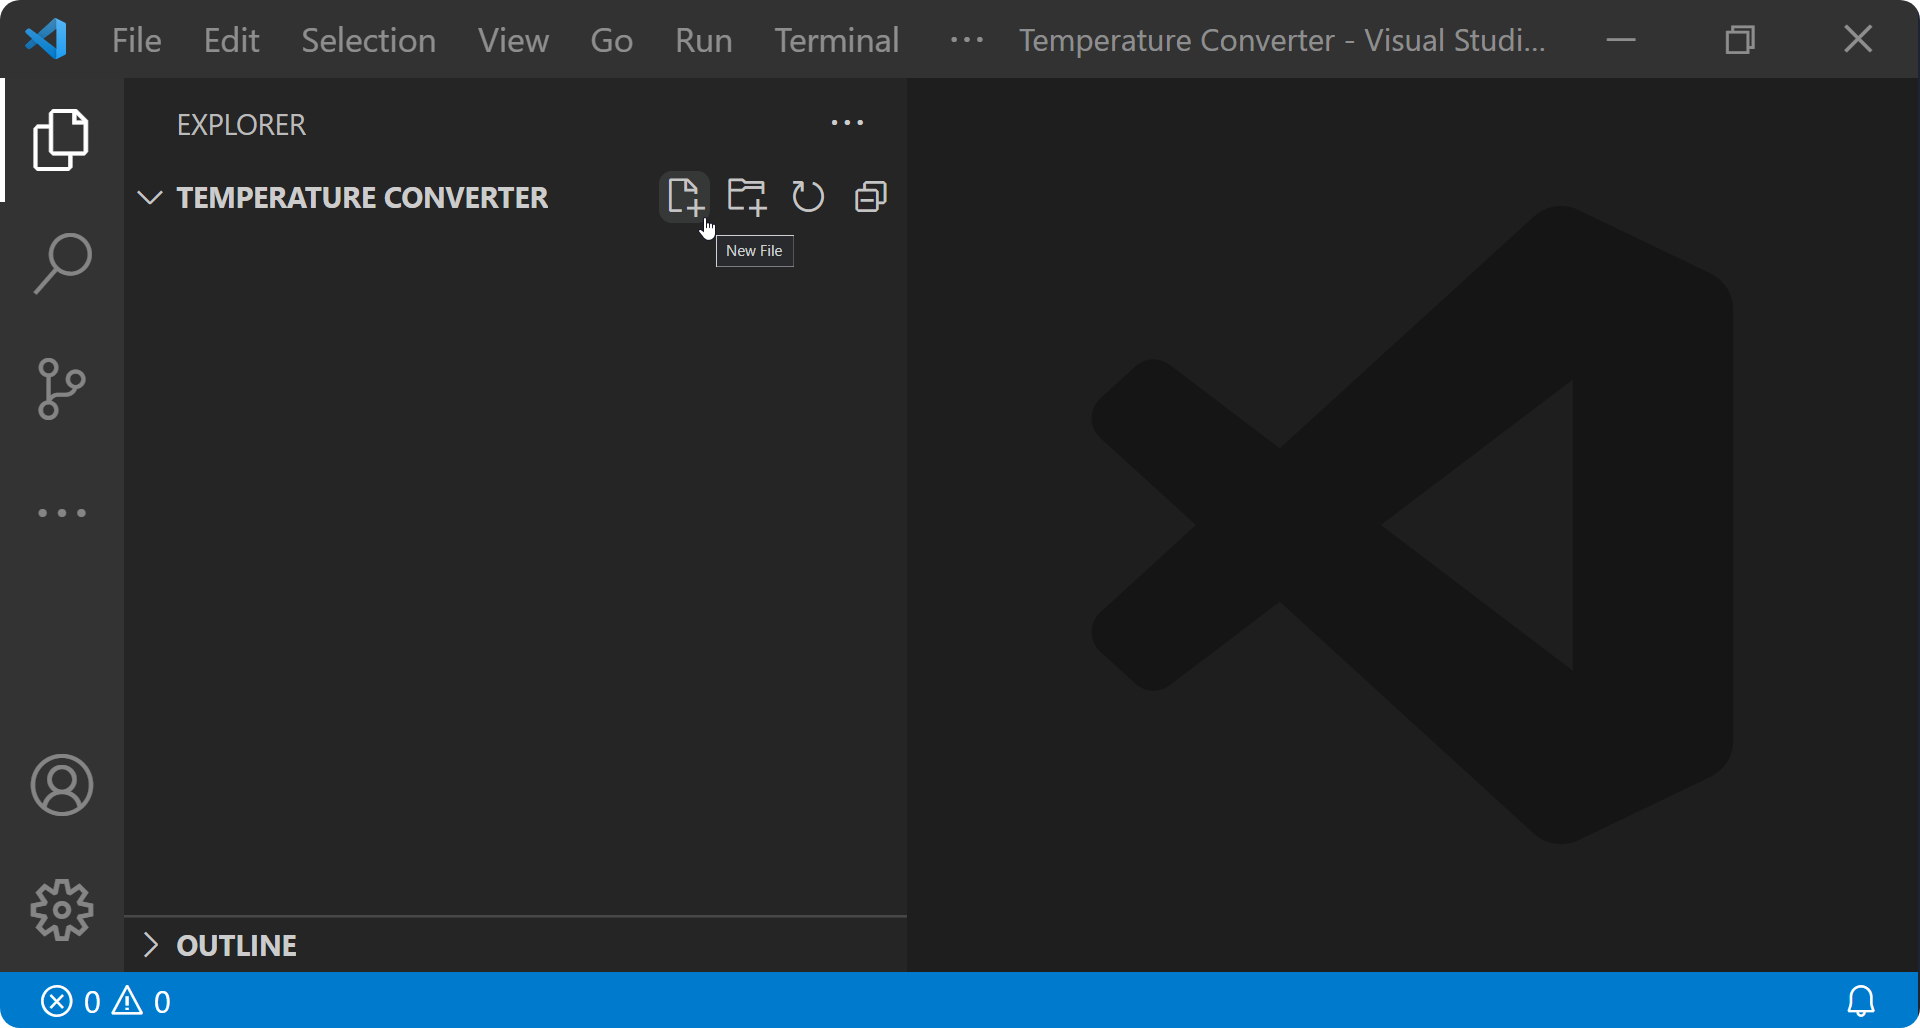 File Edit Selection View Go Run Terminal ··· Temperature Converter - Visual Studi...
EXPLORER ···
TEMPERATURE CONVERTER
New File
OUTLINE
0 0